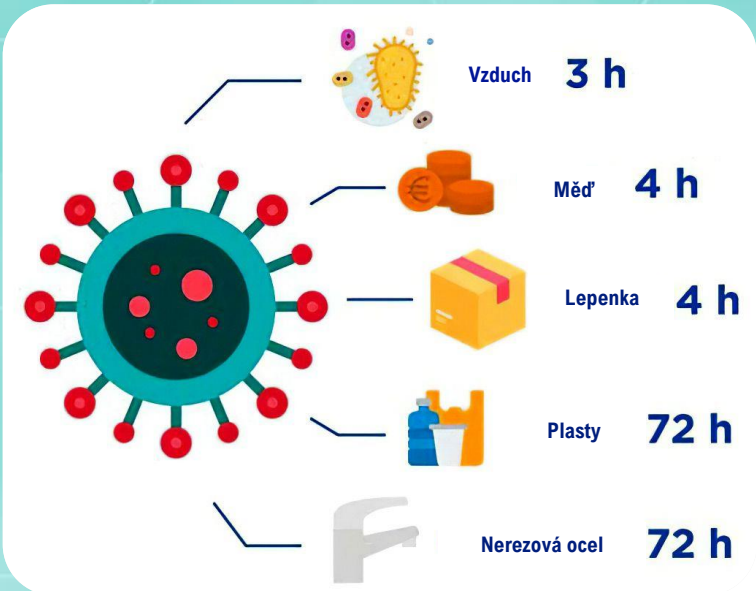 Vzduch 3 h
Měď 4 h
Lepenka 4 h
Plasty 72 h
Nerezová ocel 72 h